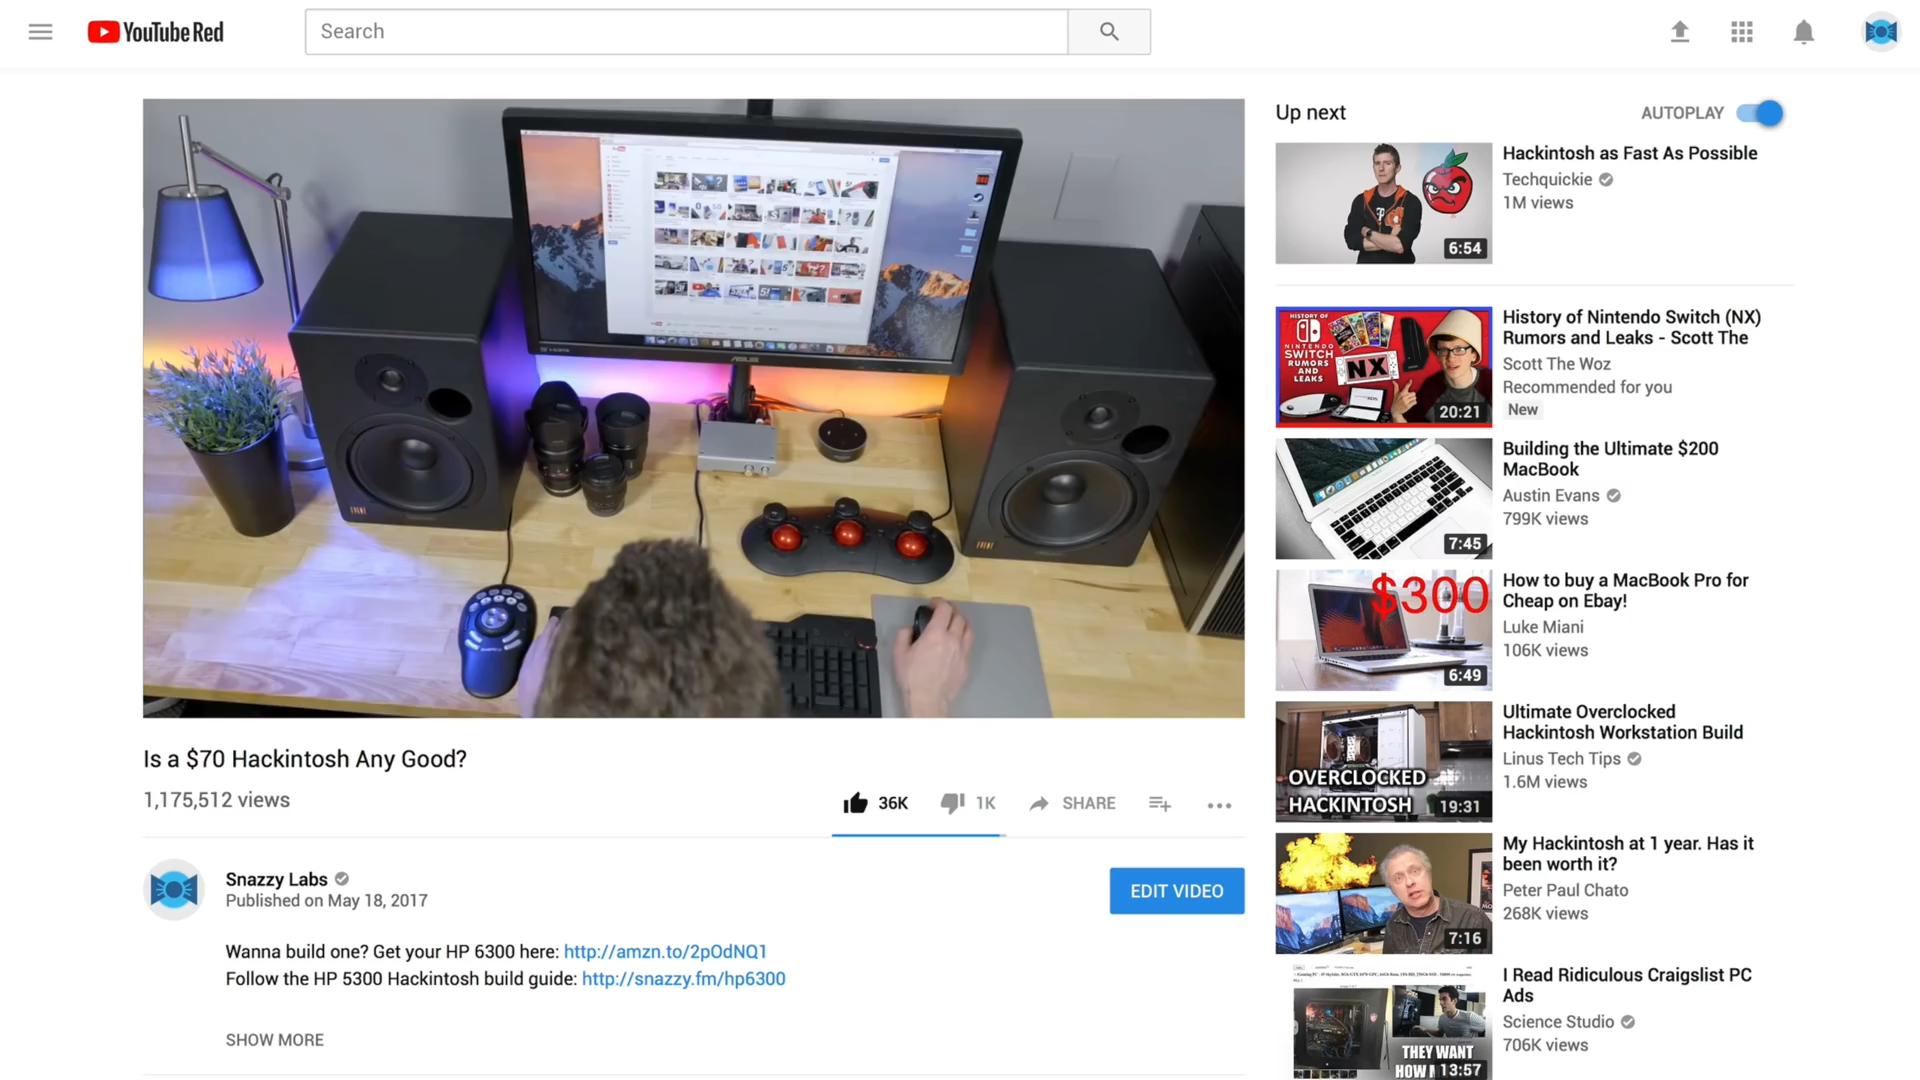 YouTube Red
Search
Is a $70 Hackintosh Any Good?
1,175,512 views
36K
1K
SHARE
Snazzy Labs
Published on May 18, 2017
EDIT VIDEO
Wanna build one? Get your HP 6300 here: http://amzn.to/2pOdNQ1
Follow the HP 5300 Hackintosh build guide: http://snazzy.fm/hp6300
SHOW MORE
Up next
AUTOPLAY
6:54
Hackintosh as Fast As Possible
Techquickie
1M views
HISTORY OF
NINTENDO
SWITCH
RUMORS
AND
LEAKS
NX
20:21
History of Nintendo Switch (NX)
Rumors and Leaks - Scott The
Scott The Woz
Recommended for you
New
7:45
Building the Ultimate $200
MacBook
Austin Evans
799K views
$300
6:49
How to buy a MacBook Pro for
Cheap on Ebay!
Luke Miani
106K views
OVERCLOCKED
HACKINTOSH
19:31
Ultimate Overclocked
Hackintosh Workstation Build
Linus Tech Tips
1.6M views
7:16
My Hackintosh at 1 year. Has it
been worth it?
Peter Paul Chato
268K views
THEY WANT
HOW
13:57
I Read Ridiculous Craigslist PC
Ads
Science Studio
706K views